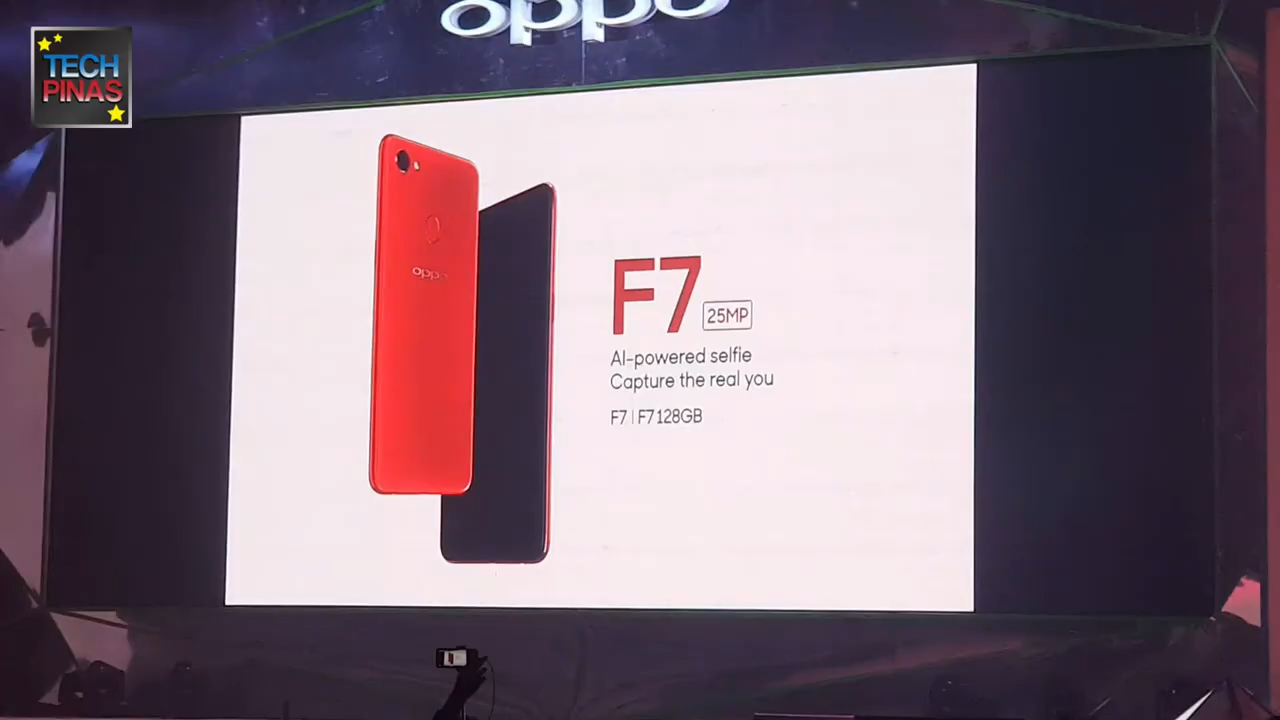 oppo
TECH
PINAS
oppo
F7
25MP
AI-powered selfie
Capture the real you
F7 | F7 128GB